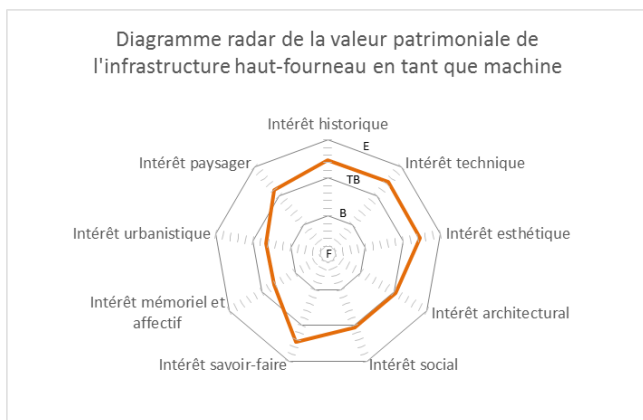 Diagramme radar de la valeur patrimoniale de
l'infrastructure haut-fourneau en tant que machine
Intérêt historique
E
Intérêt paysager
Intérêt technique
TB
Intérêt urbanistique
B
Intérêt esthétique
F
Intérêt mémoriel et
affectif
Intérêt architectural
Intérêt savoir-faire
Intérêt social